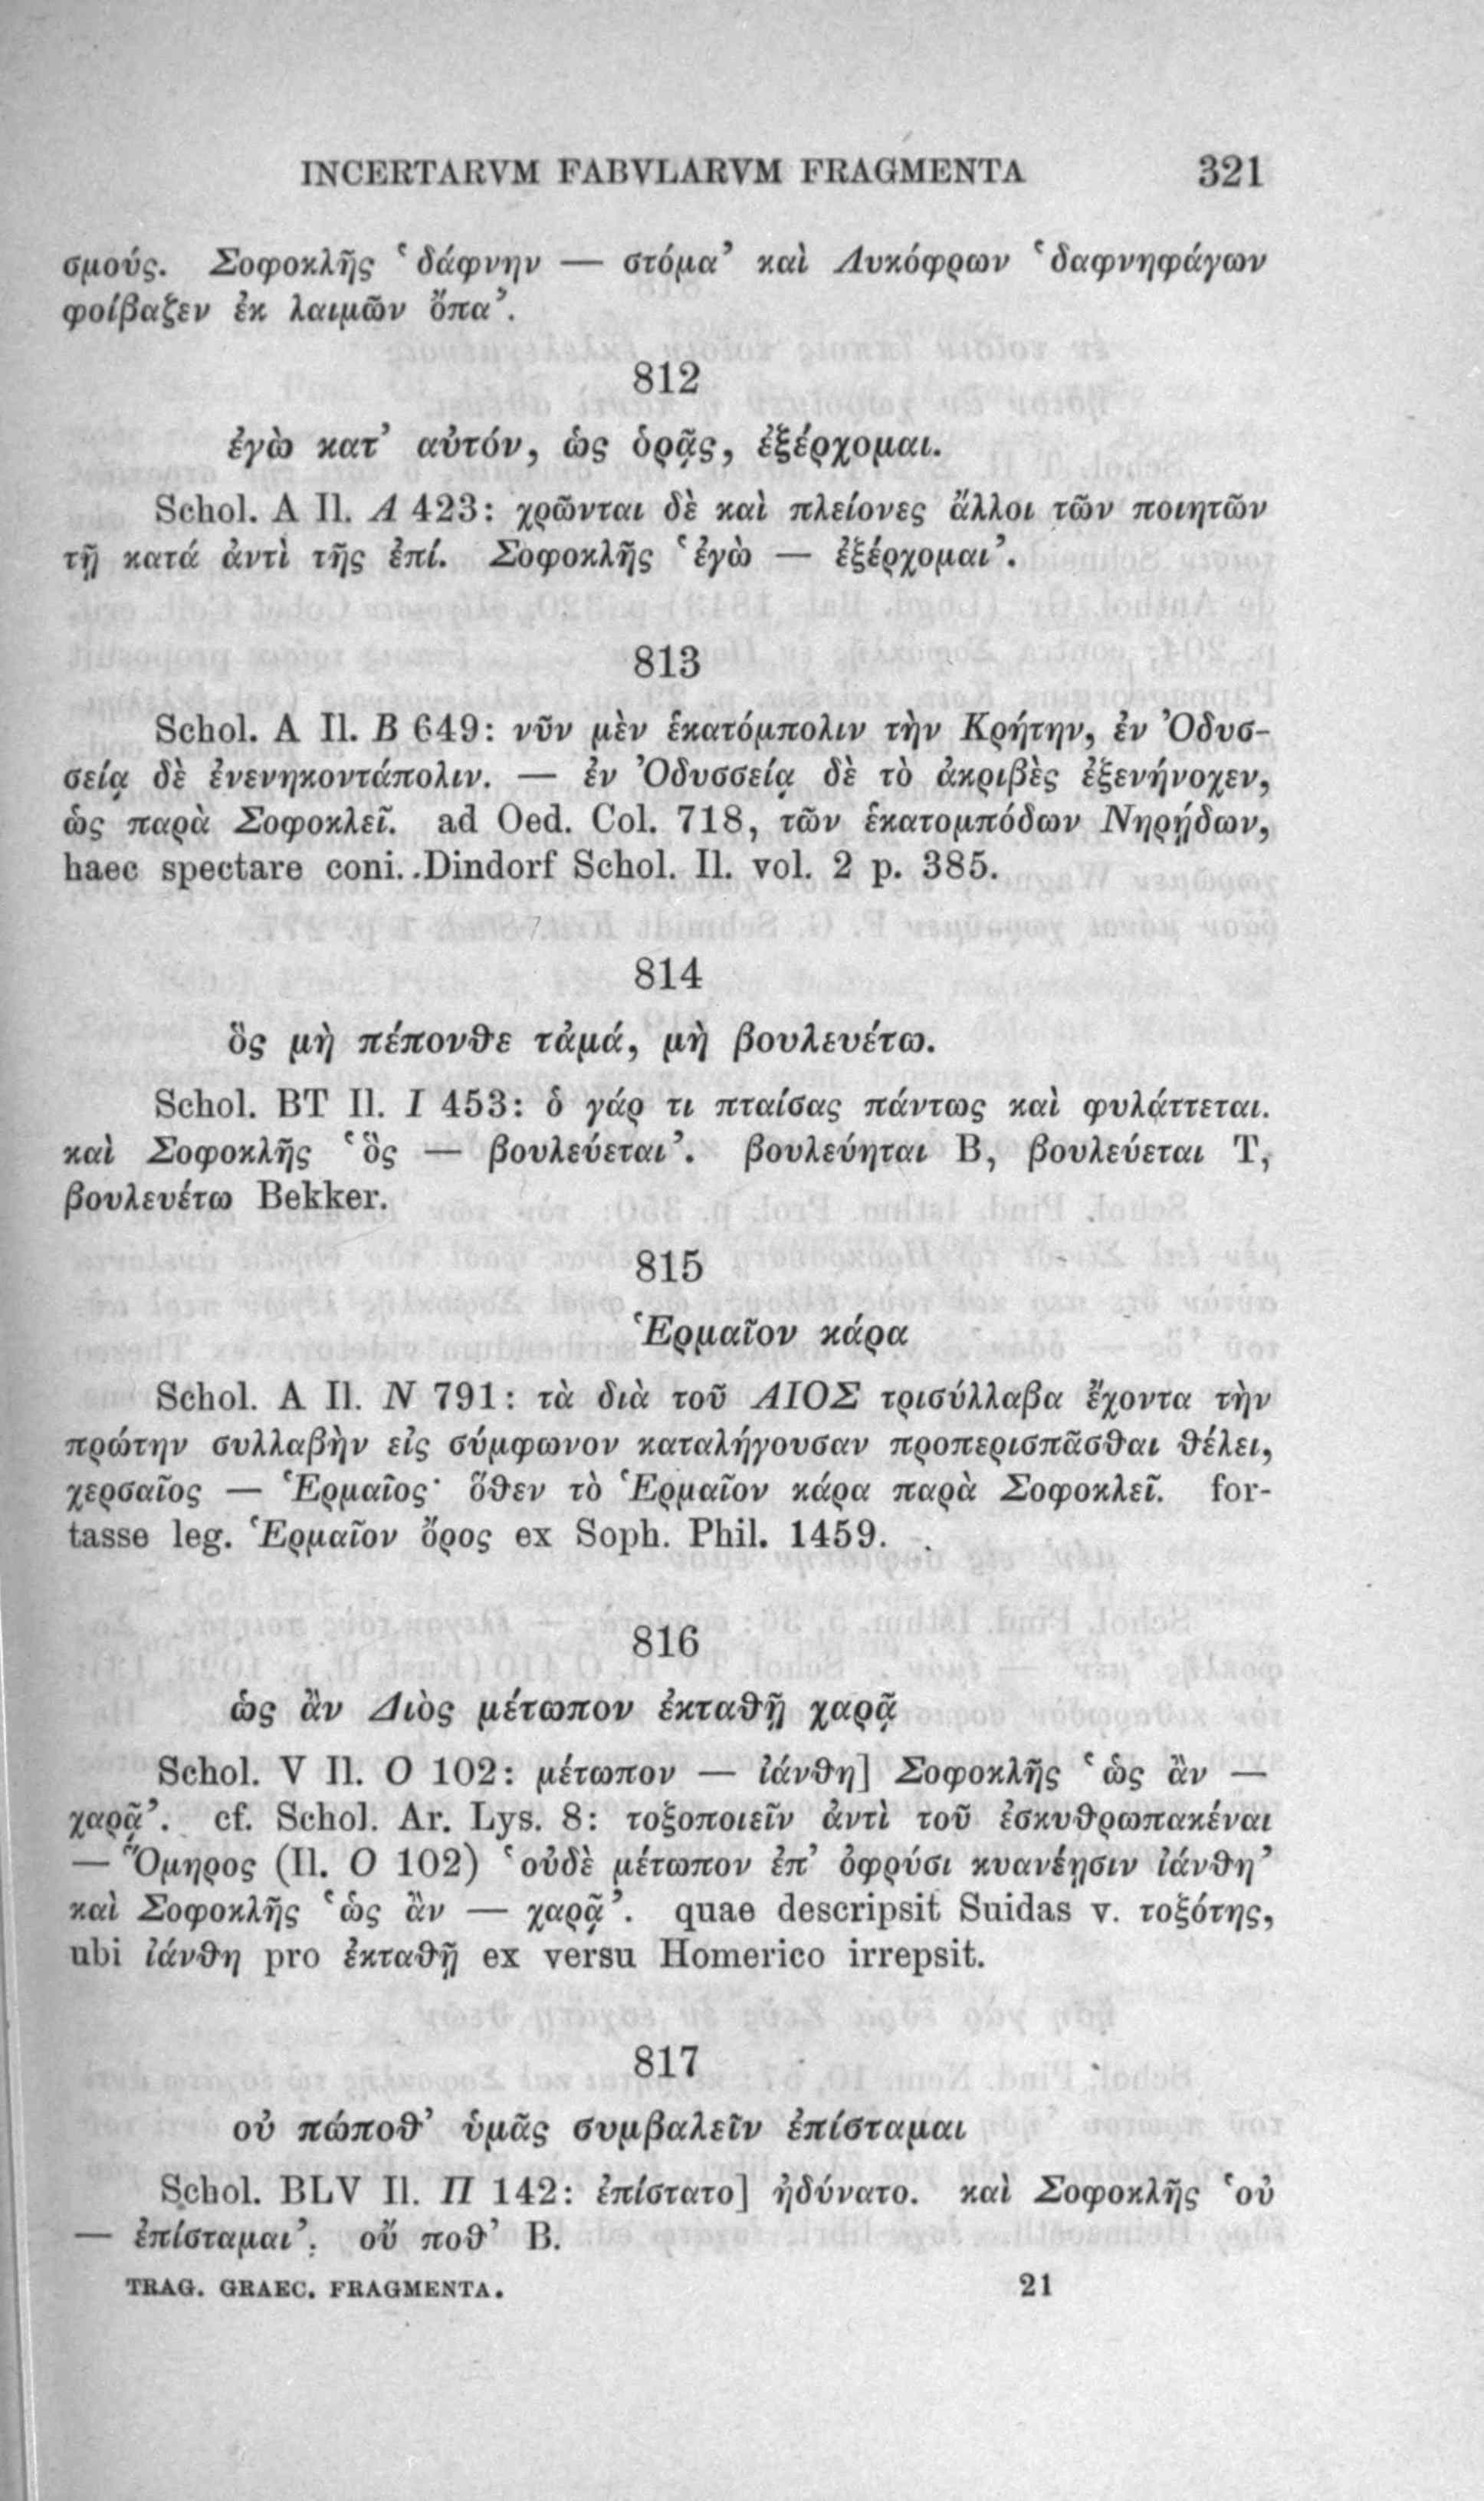 INCERTARVM FABVLARVM FRAGMENTA 321
σμούς. Σοφοκλῆς ‘δάφνην — στόμα’ καὶ Λυκόφρων ‘δαφνηφάγων
φοίβαζεν ἐκ λαιμῶν ὄπα’.
812
ἐγὼ κατ’ αὐτόν, ὡς ὁρᾷς, ἐξέρχομαι.
Schol. A Il. Α 423: χρῶνται δὲ καὶ πλείονες ἄλλοι τῶν ποιητῶν
τῇ κατά ἀντὶ τῆς ἐπί. Σοφοκλῆς ‘ἐγὼ — ἐξέρχομαι’.
813
Schol. A Il. Β 649: νῦν μὲν ἑκατόμπολιν τὴν Κρήτην, ἐν Ὀδυσ-
σείᾳ δὲ ἐνενηκοντάπολιν. — ἐν Ὀδυσσείᾳ δὲ τὸ ἀκριβὲς ἐξενήνοχεν,
ὡς παρὰ Σοφοκλεῖ. ad Oed. Col. 718, τῶν ἑκατομπόδων Νηρῄδων,
haec spectare coni. Dindorf Schol. Il. vol. 2 p. 385.
814
ὃς μὴ πέπονθε τἀμά, μὴ βουλευέτω.
Schol. BT Il. Ι 453: ὁ γάρ τι πταίσας πάντως καὶ φυλάττεται.
καὶ Σοφοκλῆς ‘ὃς — βουλεύεται’. βουλεύηται B, βουλεύεται T,
βουλευέτω Bekker.
815
Ἑρμαῖον κάρα
Schol. A Il. Ν 791: τὰ διὰ τοῦ ΑΙΟΣ τρισύλλαβα ἔχοντα τὴν
πρώτην συλλαβὴν εἰς σύμφωνον καταλήγουσαν προπερισπᾶσθαι θέλει,
χερσαῖος — Ἑρμαῖος· ὅθεν τὸ Ἑρμαῖον κάρα παρὰ Σοφοκλεῖ. for-
tasse leg. Ἑρμαῖον ὄρος ex Soph. Phil. 1459.
816
ὡς ἂν Διὸς μέτωπον ἐκταθῇ χαρᾷ
Schol. V Il. Ο 102: μέτωπον — ἰάνθη] Σοφοκλῆς ‘ὡς ἂν —
χαρᾷ’. cf. Schol. Ar. Lys. 8: τοξοποιεῖν ἀντὶ τοῦ ἐσκυθρωπακέναι
— Ὅμηρος (Il. Ο 102) ‘οὐδὲ μέτωπον ἐπ’ ὀφρύσι κυανέῃσιν ἰάνθη’
καὶ Σοφοκλῆς ‘ὡς ἂν — χαρᾷ’. quae descripsit Suidas v. τοξότης,
ubi ἰάνθη pro ἐκταθῇ ex versu Homerico irrepsit.
817
οὐ πώποθ’ ὑμᾶς συμβαλεῖν ἐπίσταμαι
Schol. BLV Il. Π 142: ἐπίστατο] ἠδύνατο. καὶ Σοφοκλῆς ‘οὐ
— ἐπίσταμαι’. οὔ ποθ’ B.
TRAG. GRAEC. FRAGMENTA. 21